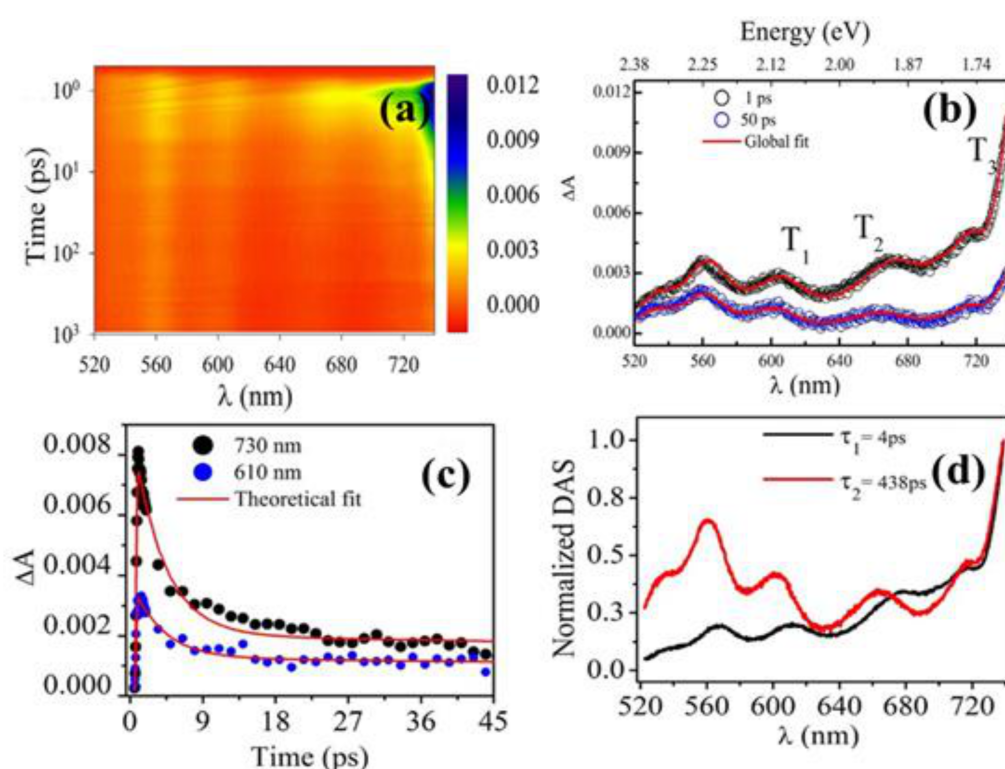 (a)
Time (ps)
10⁰
10¹
10²
10³
520 560 600 640 680 720
λ (nm)
0.012
0.009
0.006
0.003
0.000
Energy (eV)
2.38 2.25 2.12 2.00 1.87 1.74
(b)
1 ps
50 ps
Global fit
T₁
T₂
T₃
ΔA
0.012
0.009
0.006
0.003
0.000
520 560 600 640 680 720
λ (nm)
(c)
730 nm
610 nm
Theoretical fit
ΔA
0.008
0.006
0.004
0.002
0.000
0 9 18 27 36 45
Time (ps)
(d)
τ₁= 4ps
τ₂= 438ps
Normalized DAS
1.0
0.8
0.5
0.3
0.0
520 560 600 640 680 720
λ (nm)